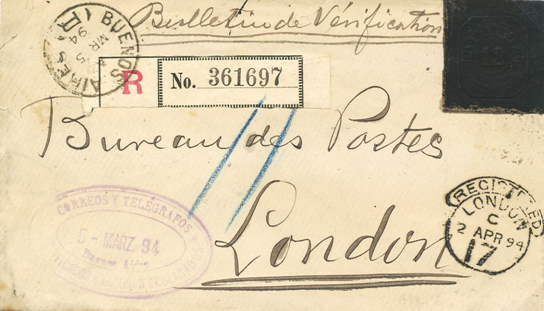 Bulletin de Vérification
BUENOS AIRES
MR 5
94
R No. 361697
Bureau des Postes
London
CORREOS Y TELEGRAFOS
5 - MARZ. 94
REGISTERED
LONDON
C
2 APR 94
17